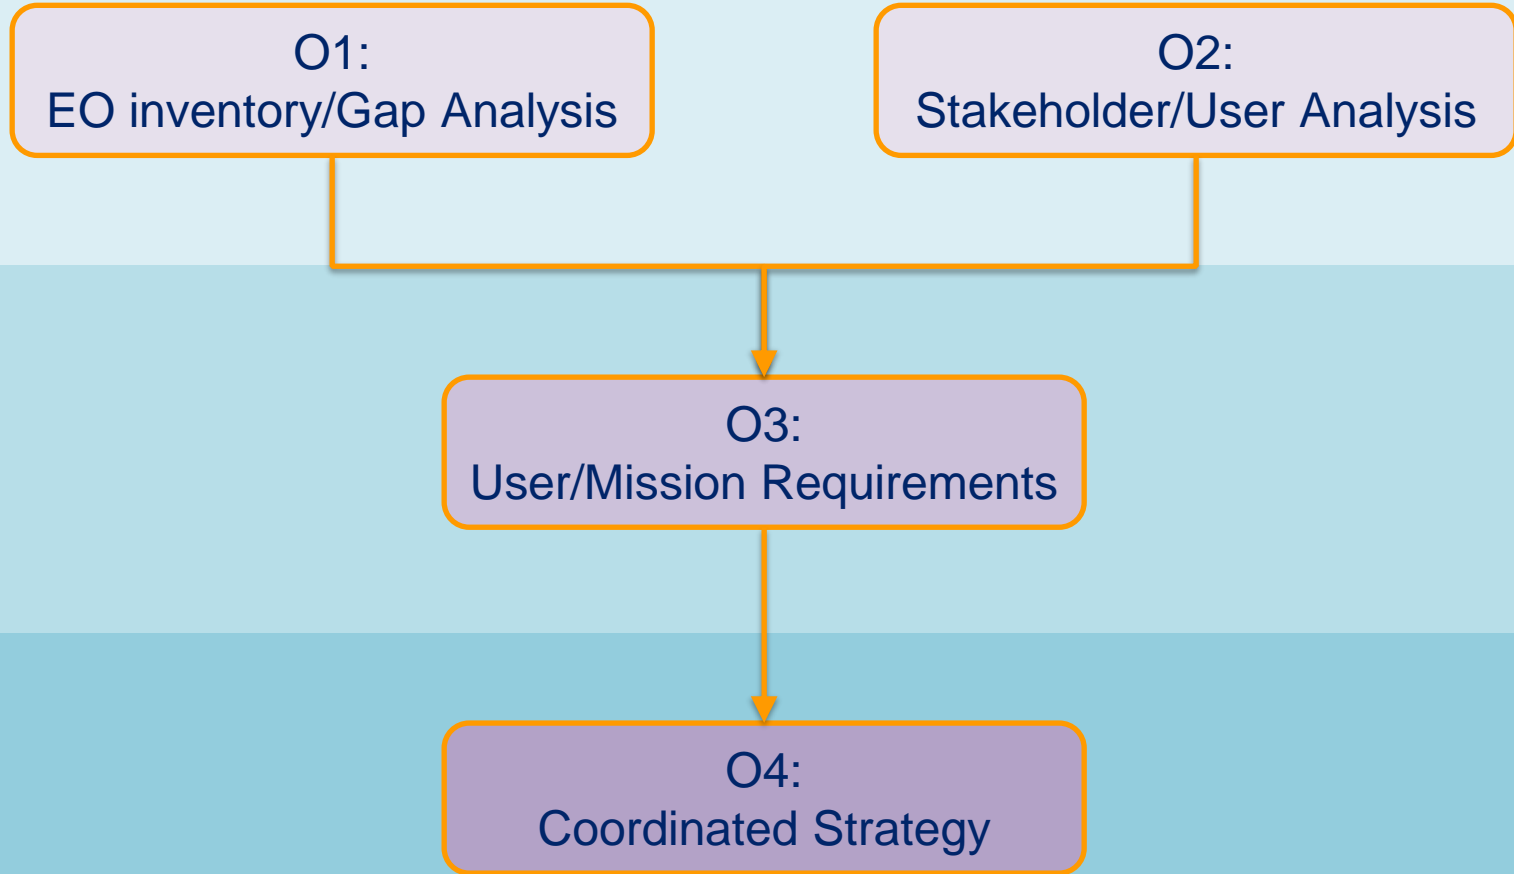 O1:
EO inventory/Gap Analysis
O2:
Stakeholder/User Analysis
O3:
User/Mission Requirements
O4:
Coordinated Strategy